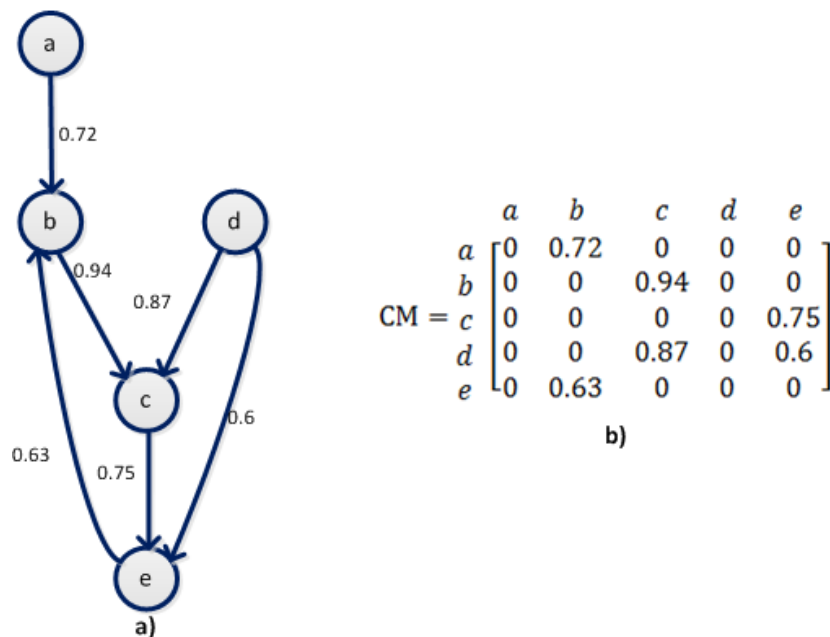 a
0.72
b
d
0.94
0.87
c
0.6
0.63
0.75
e
a)
a b c d e
a 0 0.72 0 0 0
b 0 0 0.94 0 0
CM = c 0 0 0 0 0.75
d 0 0 0.87 0 0.6
e 0 0.63 0 0 0
b)